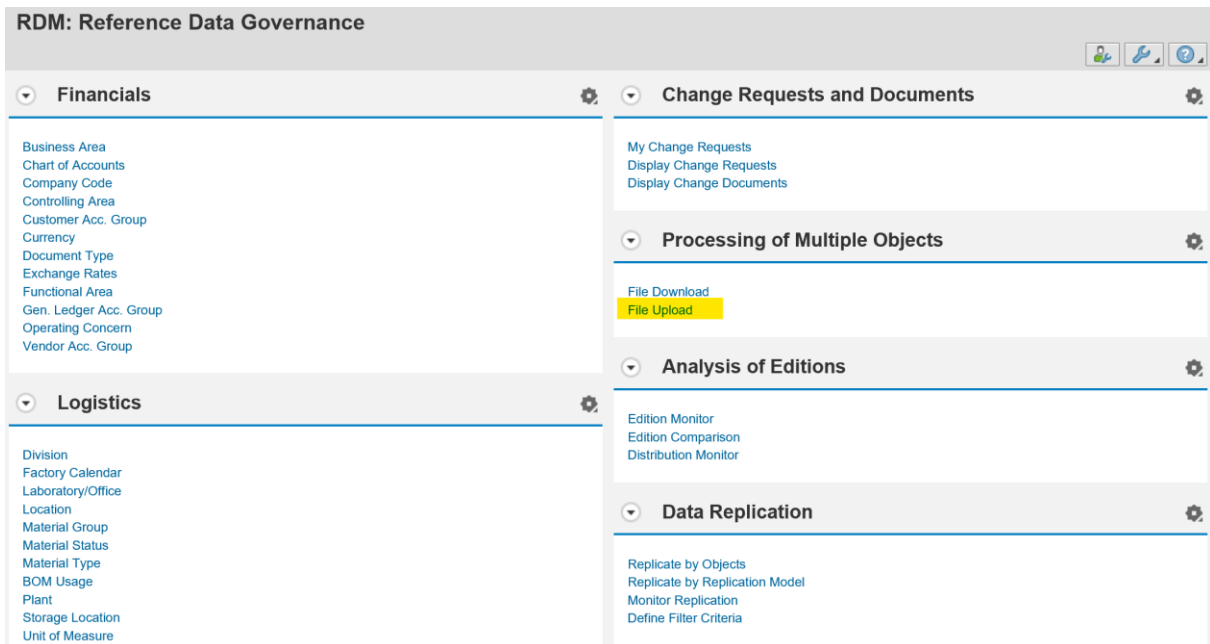 RDM: Reference Data Governance
Financials
Business Area
Chart of Accounts
Company Code
Controlling Area
Customer Acc. Group
Currency
Document Type
Exchange Rates
Functional Area
Gen. Ledger Acc. Group
Operating Concern
Vendor Acc. Group
Logistics
Division
Factory Calendar
Laboratory/Office
Location
Material Group
Material Status
Material Type
BOM Usage
Plant
Storage Location
Unit of Measure
Change Requests and Documents
My Change Requests
Display Change Requests
Display Change Documents
Processing of Multiple Objects
File Download
File Upload
Analysis of Editions
Edition Monitor
Edition Comparison
Distribution Monitor
Data Replication
Replicate by Objects
Replicate by Replication Model
Monitor Replication
Define Filter Criteria